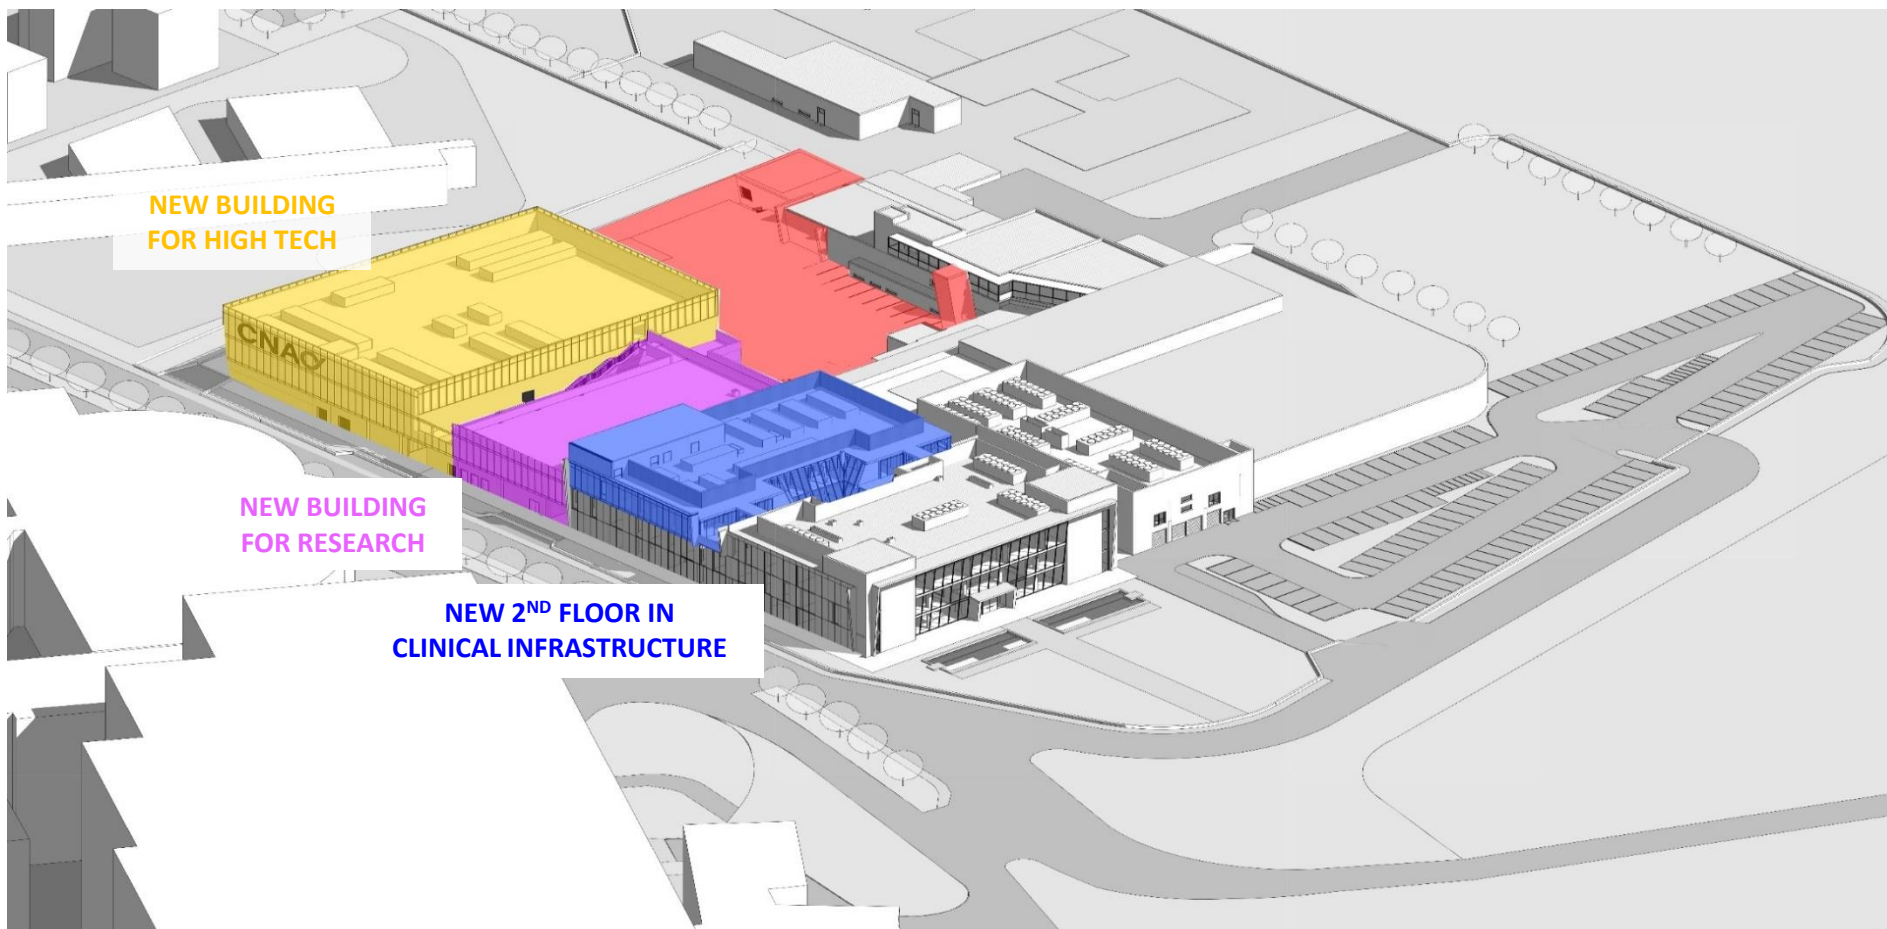 NEW BUILDING
FOR HIGH TECH
CNAO
NEW BUILDING
FOR RESEARCH
NEW 2ND FLOOR IN
CLINICAL INFRASTRUCTURE